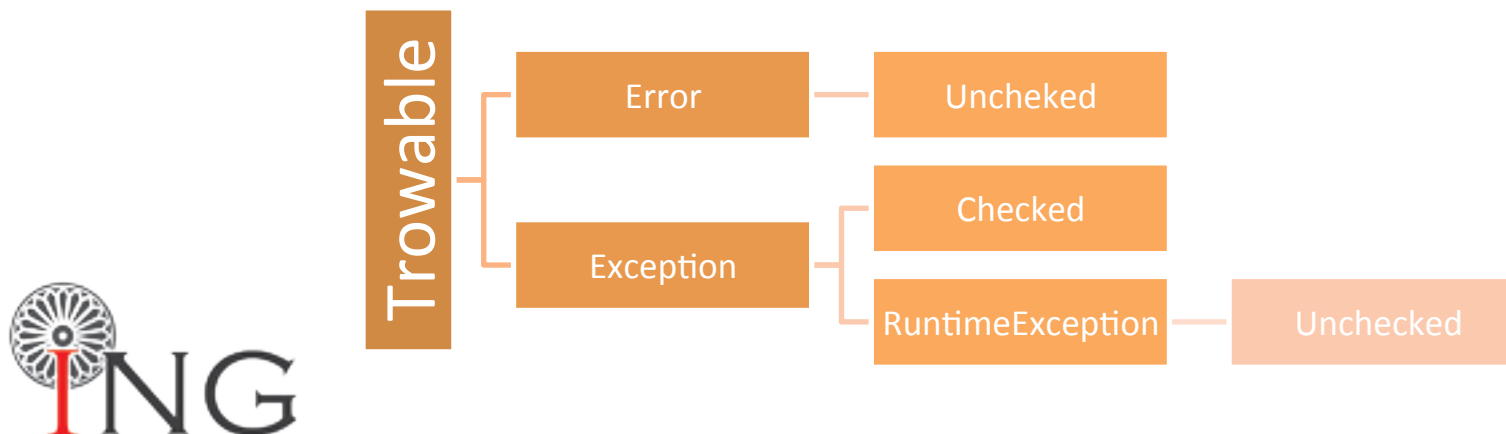 Trowable
Error
Uncheked
Checked
Exception
RuntimeException
Unchecked
ING